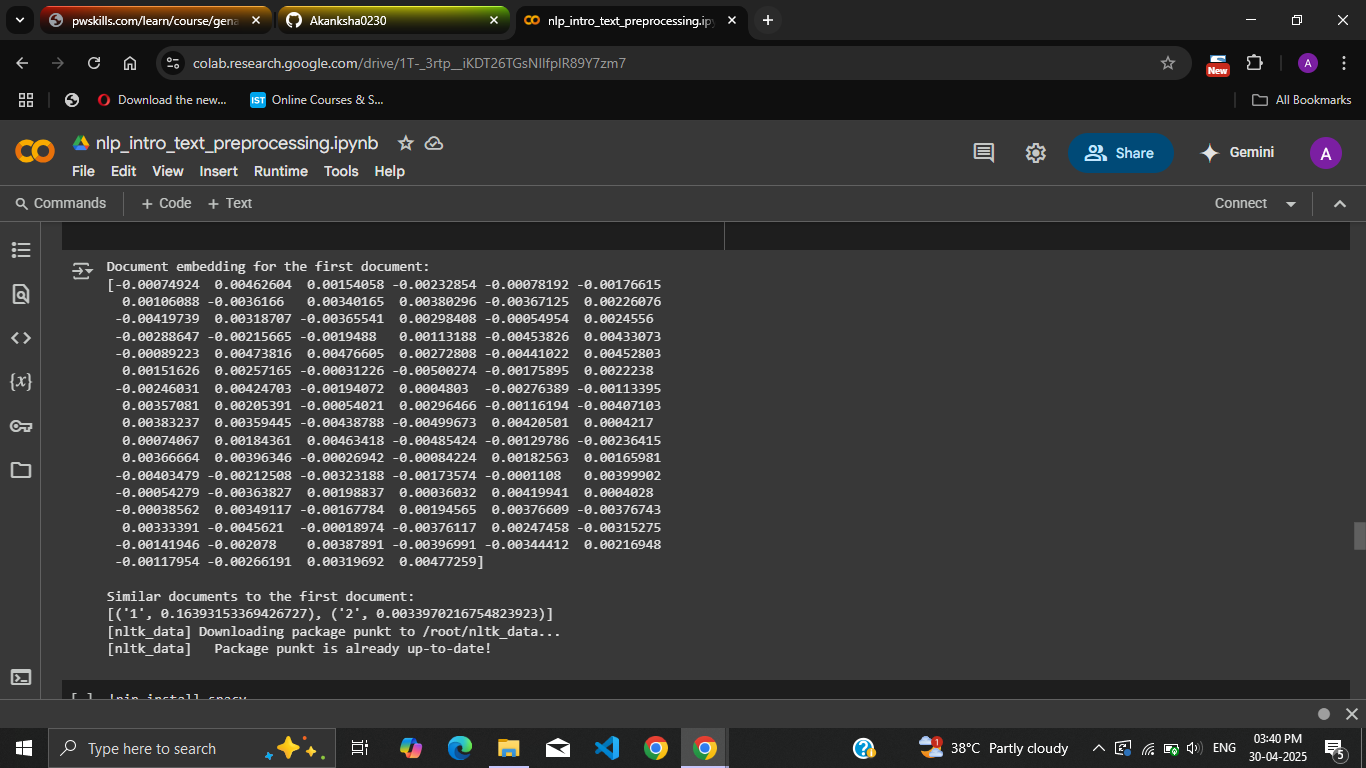 pwskills.com/learn/course/gena
Akanksha0230
nlp_intro_text_preprocessing.ipy
colab.research.google.com/drive/1T-_3rtp__iKDT26TGsNIlfpIR89Y7zm7
New
A
Download the new...
IST
Online Courses & S...
All Bookmarks
nlp_intro_text_preprocessing.ipynb
File Edit View Insert Runtime Tools Help
Share
Gemini
A
Commands + Code + Text
Connect
Document embedding for the first document:
[-0.00074924 0.00462604 0.00154058 -0.00232854 -0.00078192 -0.00176615
0.00106088 -0.0036166 0.00340165 0.00380296 -0.00367125 0.00226076
-0.00419739 0.00318707 -0.00365541 0.00298408 -0.00054954 0.0024556
-0.00288647 -0.00215665 -0.0019488 0.00113188 -0.00453826 0.00433073
-0.00089223 0.00473816 0.00476605 0.00272808 -0.00441022 0.00452803
0.00151626 0.00257165 -0.00031226 -0.00500274 -0.00175895 0.0022238
-0.00246031 0.00424703 -0.00194072 0.0004803 -0.00276389 -0.00113395
0.00357081 0.00205391 -0.00054021 0.00296466 -0.00116194 -0.00407103
0.00383237 0.00359445 -0.00438788 -0.00499673 0.00420501 0.0004217
0.00074067 0.00184361 0.00463418 -0.00485424 -0.00129786 -0.00236415
0.00366664 0.00396346 -0.00026942 -0.00084224 0.00182563 0.00165981
-0.00403479 -0.00212508 -0.00323188 -0.00173574 -0.0001108 0.00399902
-0.00054279 -0.00363827 0.00198837 0.00036032 0.00419941 0.0004028
-0.00038562 0.00349117 -0.00167784 0.00194565 0.00376609 -0.00376743
0.00333391 -0.0045621 -0.00018974 -0.00376117 0.00247458 -0.00315275
-0.00141946 -0.002078 0.00387891 -0.00396991 -0.00344412 0.00216948
-0.00117954 -0.00266191 0.00319692 0.00477259]
Similar documents to the first document:
[('1', 0.16393153369426727), ('2', 0.0033970216754823923)]
[nltk_data] Downloading package punkt to /root/nltk_data...
[nltk_data] Package punkt is already up-to-date!
[ ] !pip install spacy
Type here to search
1
38°C Partly cloudy
ENG
03:40 PM
30-04-2025
5